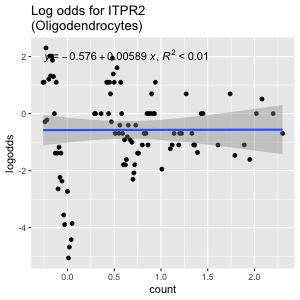 Log odds for ITPR2
(Oligodendrocytes)
y = −0.576 + 0.00589 x, R² < 0.01
0
-2
-4
logodds
0.0 0.5 1.0 1.5 2.0
count